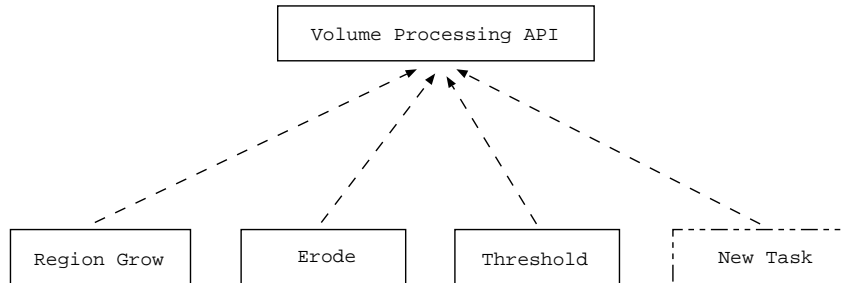 Volume Processing API
Region Grow
Erode
Threshold
New Task